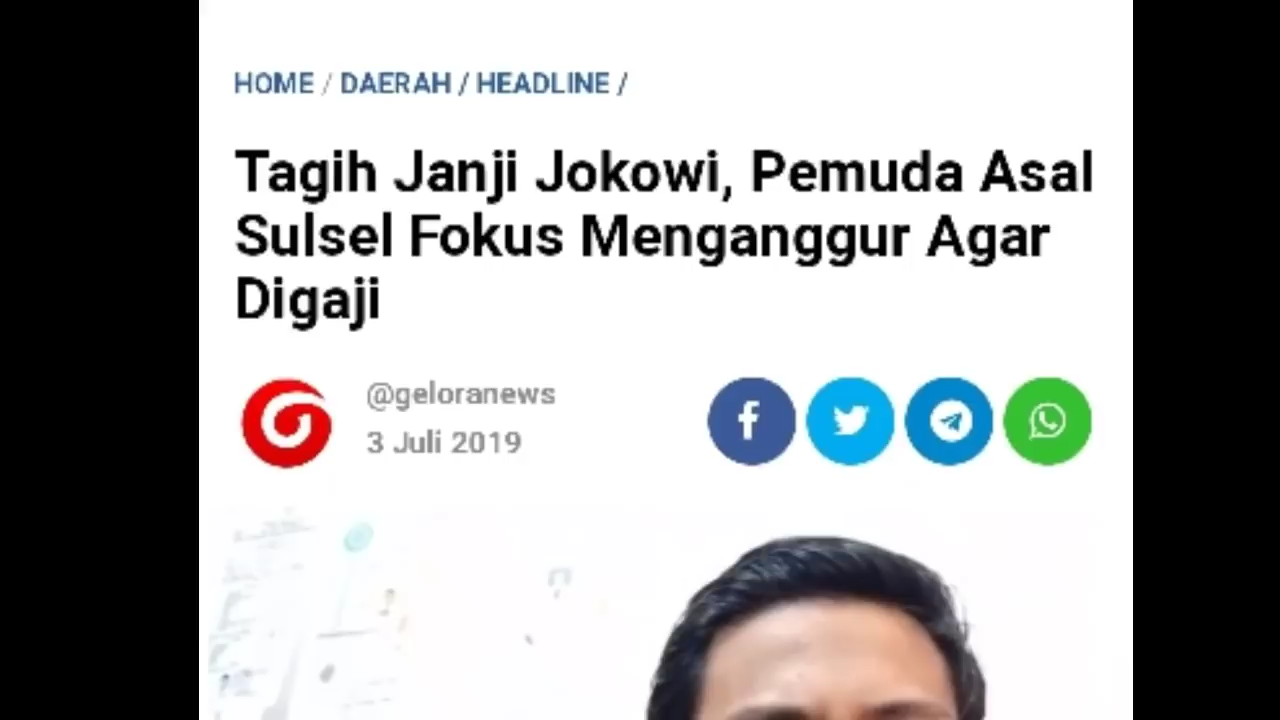 HOME / DAERAH / HEADLINE /
Tagih Janji Jokowi, Pemuda Asal
Sulsel Fokus Menganggur Agar
Digaji
@geloranews
3 Juli 2019